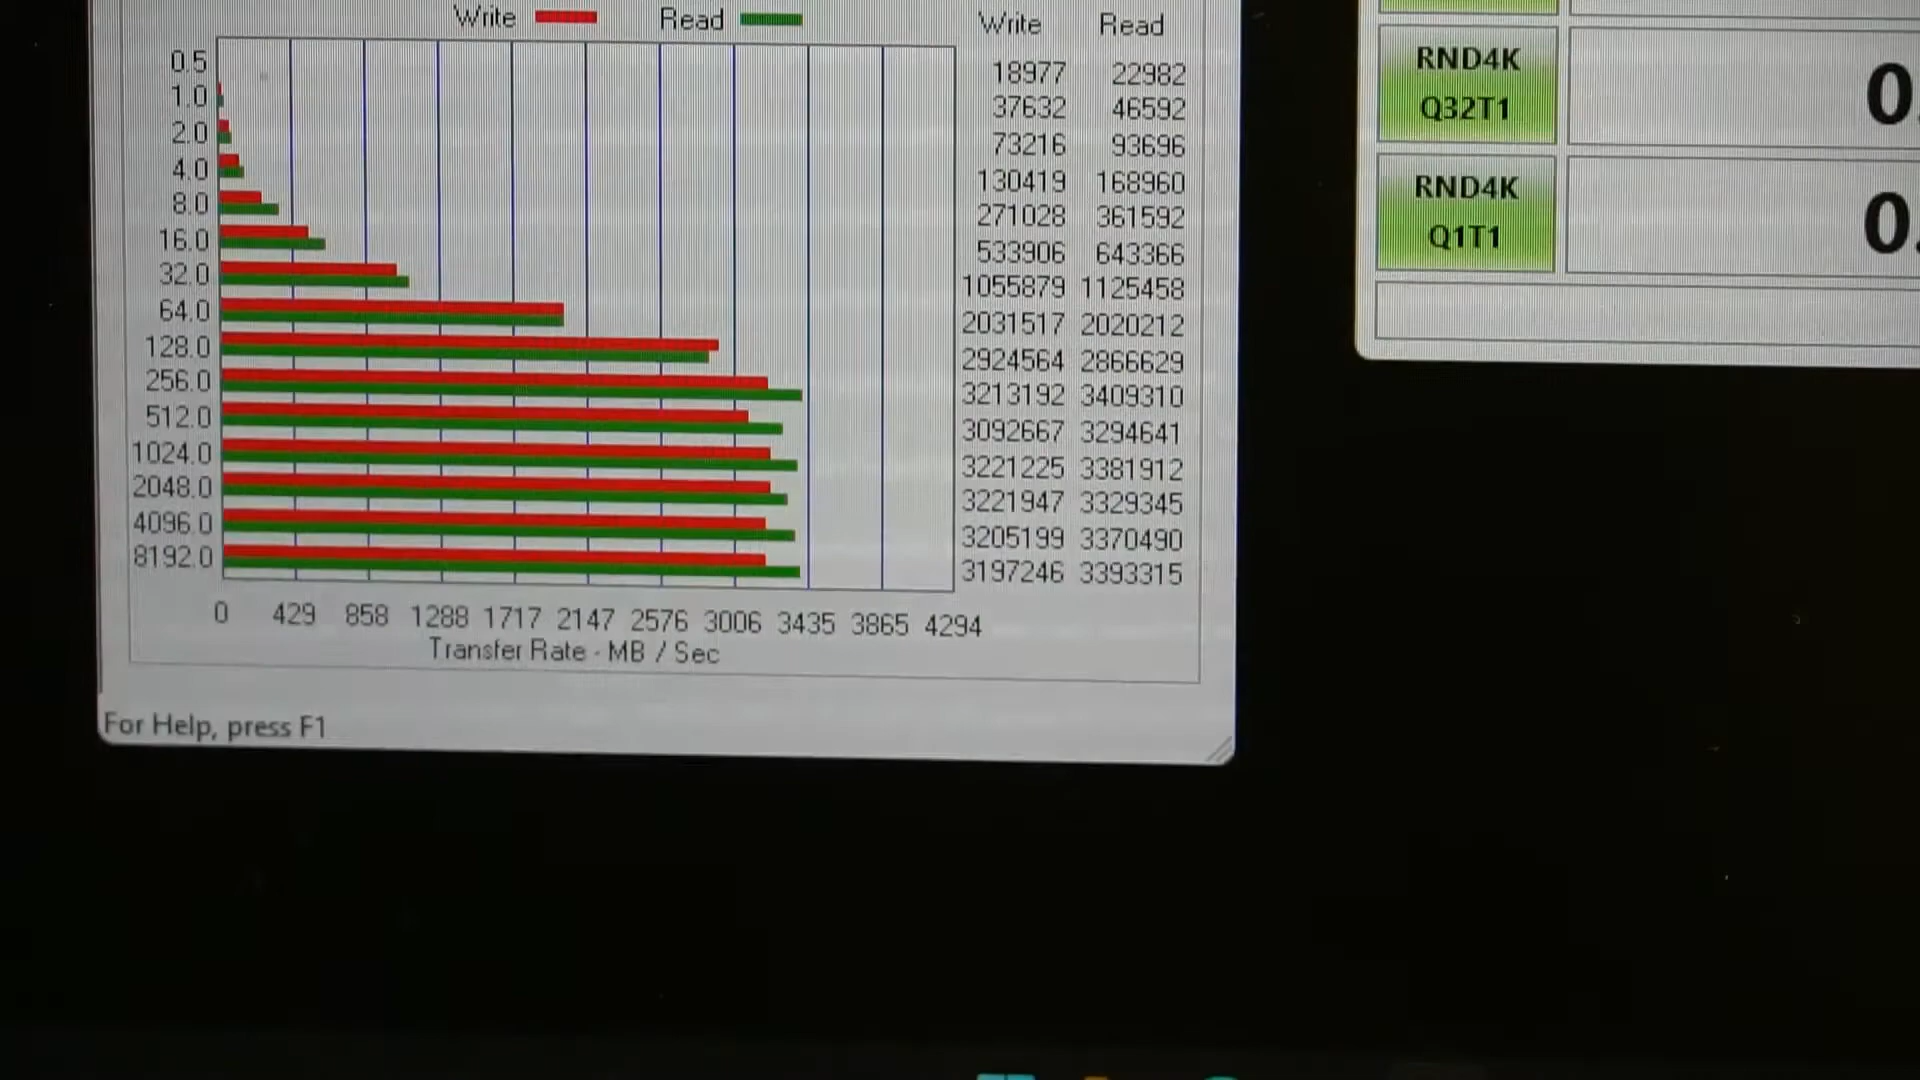 Write Read Write Read
0.5 18977 22982
1.0 37632 46592
2.0 73216 93696
4.0 130419 168960
8.0 271028 361592
16.0 533906 643366
32.0 1055879 1125458
64.0 2031517 2020212
128.0 2924564 2866629
256.0 3213192 3409310
512.0 3092667 3294641
1024.0 3221225 3381912
2048.0 3221947 3329345
4096.0 3205199 3370490
8192.0 3197246 3393315
0 429 858 1288 1717 2147 2576 3006 3435 3865 4294
Transfer Rate - MB / Sec
For Help, press F1
RND4K
Q32T1
0.
RND4K
Q1T1
0.